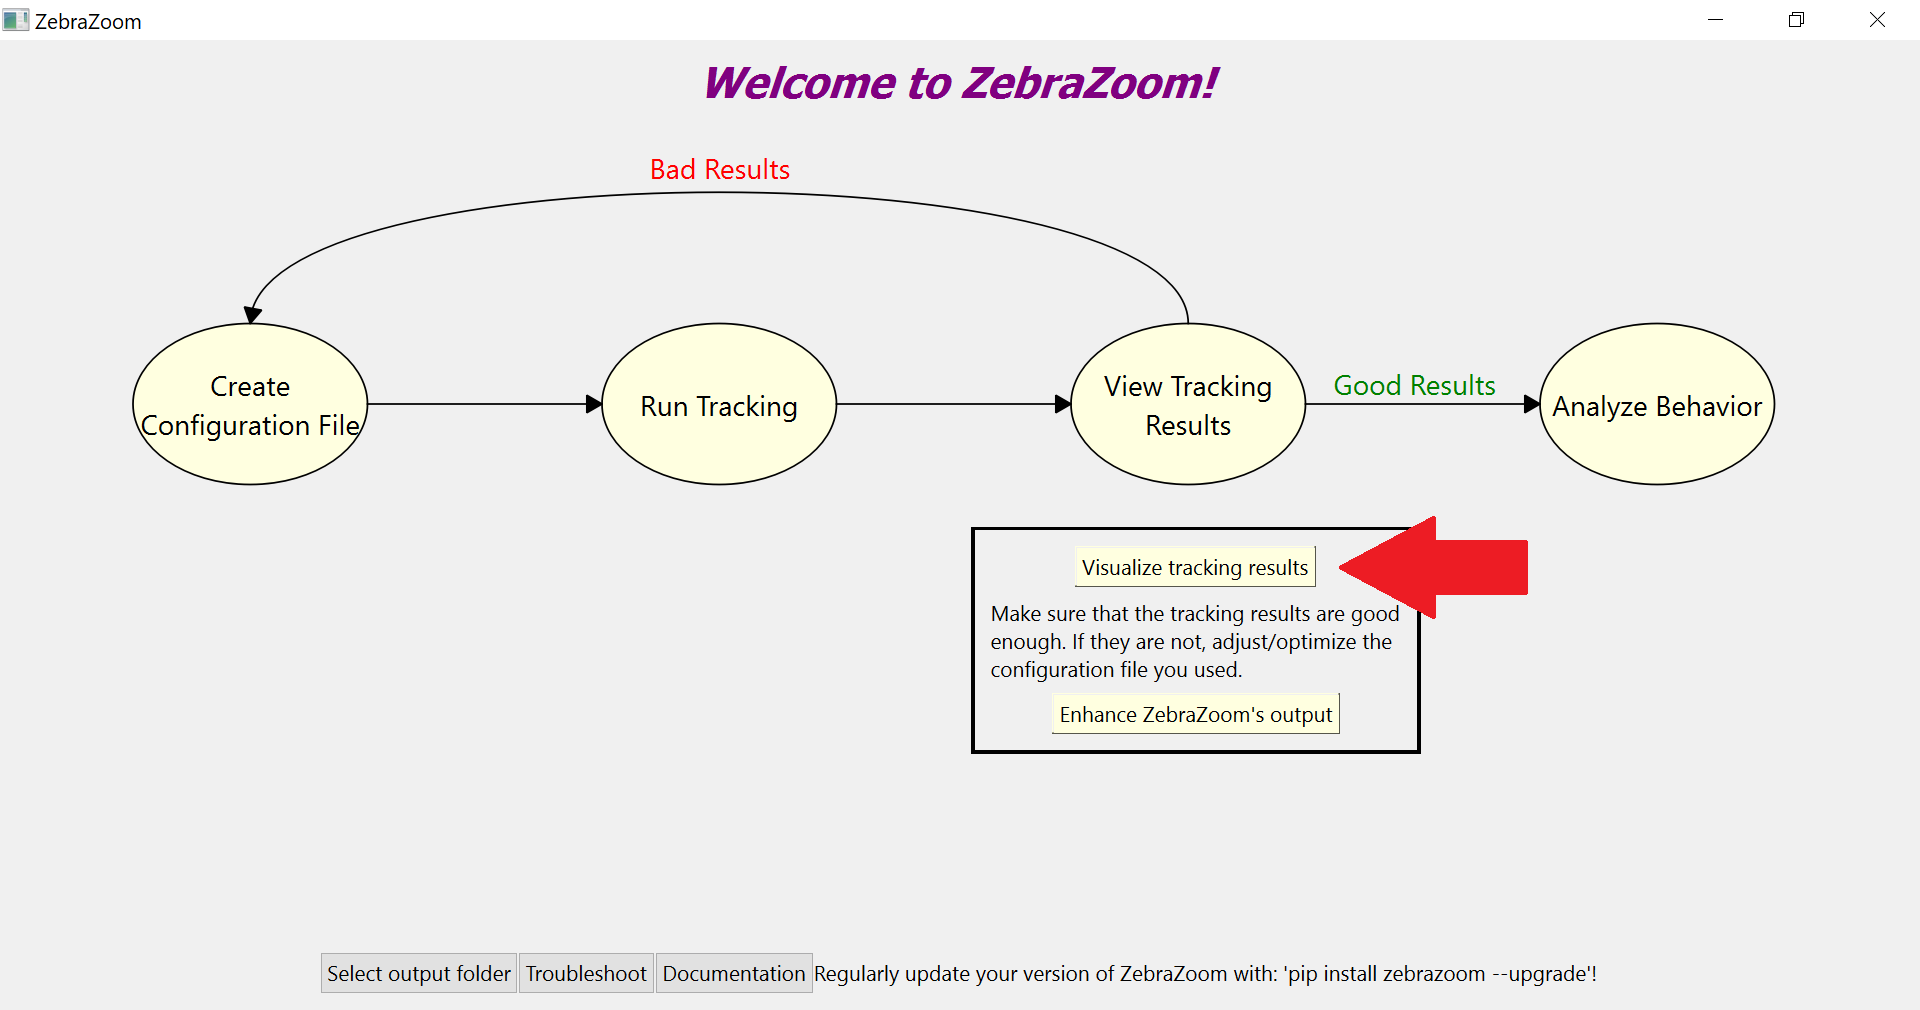 ZebraZoom
Welcome to ZebraZoom!
Bad Results
Create
Configuration File
Run Tracking
View Tracking
Results
Good Results
Analyze Behavior
Visualize tracking results
Make sure that the tracking results are good
enough. If they are not, adjust/optimize the
configuration file you used.
Enhance ZebraZoom's output
Select output folder
Troubleshoot
Documentation
Regularly update your version of ZebraZoom with: 'pip install zebrazoom --upgrade'!